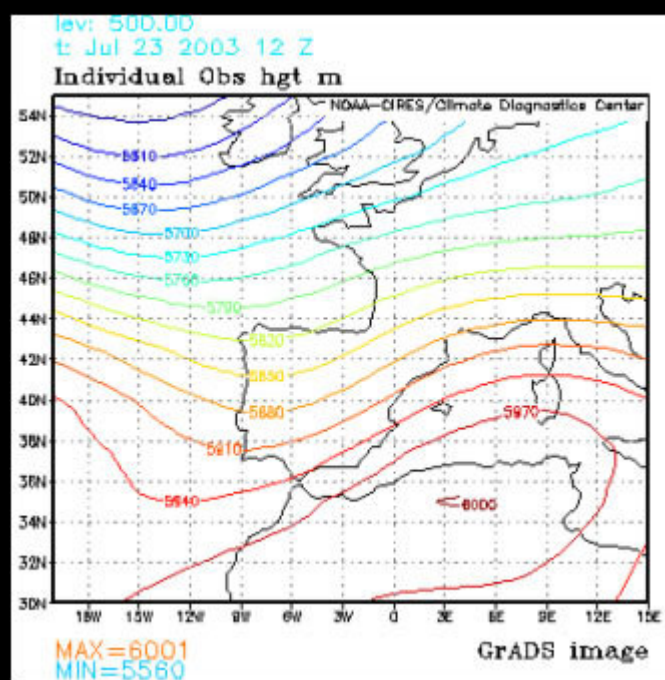 lev: 500.00
t: Jul 23 2003 12 Z
Individual Obs hgt m
NOAA-CIRES/Climate Diagnostics Center
54N
52N
5610
5640
50N
5670
48N
5700
5730
46N
5760
5790
44N
5820
42N
5850
40N
5880
5970
38N
5910
36N
5940
6000
34N
32N
30N
18W 15W 12W 9W 6W 3W 0 3E 6E 9E 12E 15E
MAX=6001
MIN=5560
GrADS image